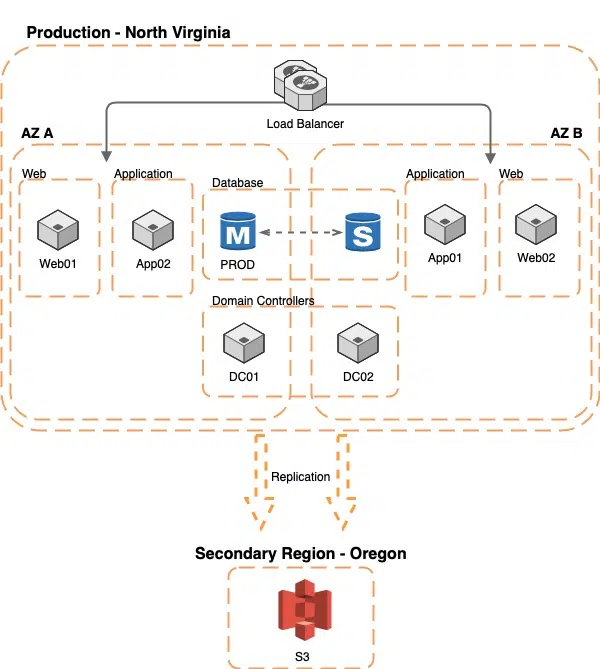 Production - North Virginia
Load Balancer
AZ A
AZ B
Web
Application
Database
Application
Web
M
S
Web01
App02
PROD
App01
Web02
Domain Controllers
DC01
DC02
Replication
Secondary Region - Oregon
S3